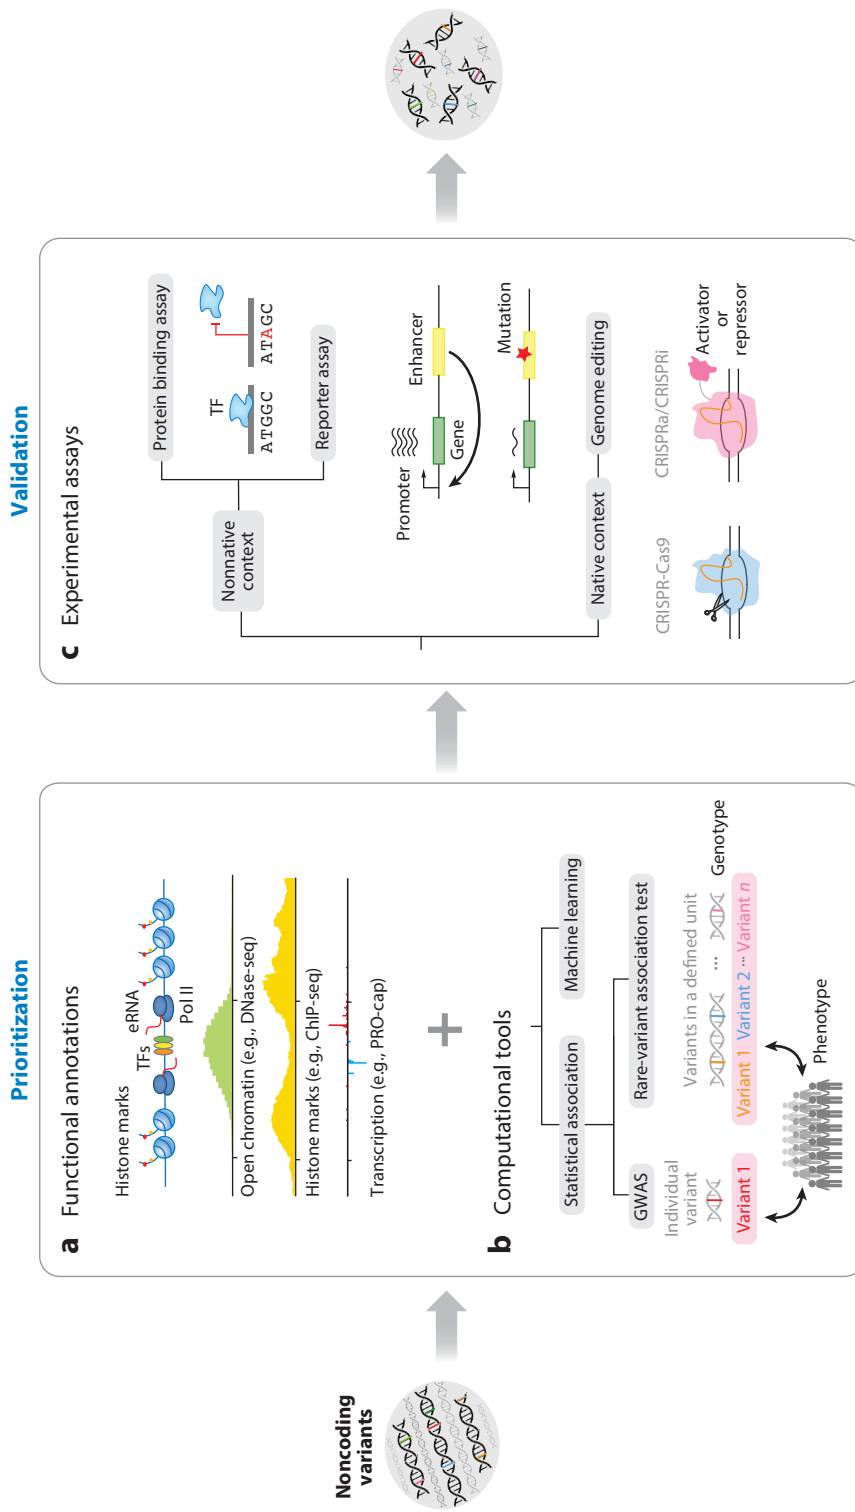 Noncoding
variants
Prioritization
a Functional annotations
Histone marks
TFs
eRNA
Pol II
Open chromatin (e.g., DNase-seq)
Histone marks (e.g., ChIP-seq)
Transcription (e.g., PRO-cap)
+
b Computational tools
Statistical association
Machine learning
GWAS
Rare-variant association test
Individual
variant
Variants in a defined unit
...
Genotype
Variant 1
Variant 1 Variant 2 ... Variant n
Phenotype
Validation
c Experimental assays
Nonnative
context
Protein binding assay
TF
ATGGC
ATAGC
Reporter assay
Promoter
Gene
Enhancer
Mutation
Native context
Genome editing
CRISPR-Cas9
CRISPRa/CRISPRi
Activator
or
repressor